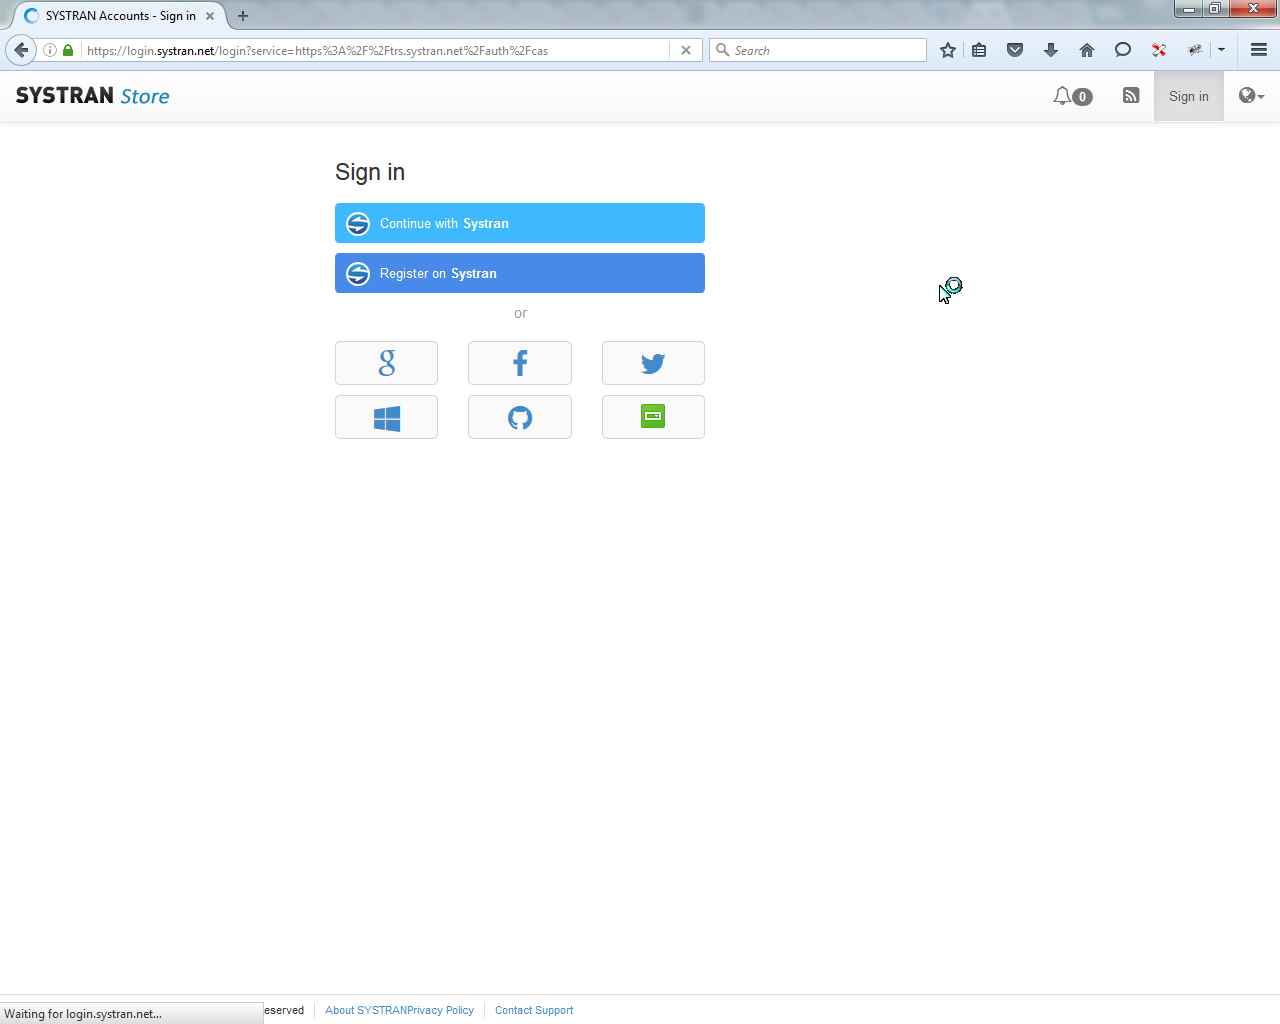 SYSTRAN Accounts - Sign in
https://login.systran.net/login?service=https%3A%2F%2Ftrs.systran.net%2Fauth%2Fcas
Search
SYSTRAN Store
0
Sign in
Sign in
Continue with Systran
Register on Systran
or
Waiting for login.systran.net...
eserved
About SYSTRAN
Privacy Policy
Contact Support